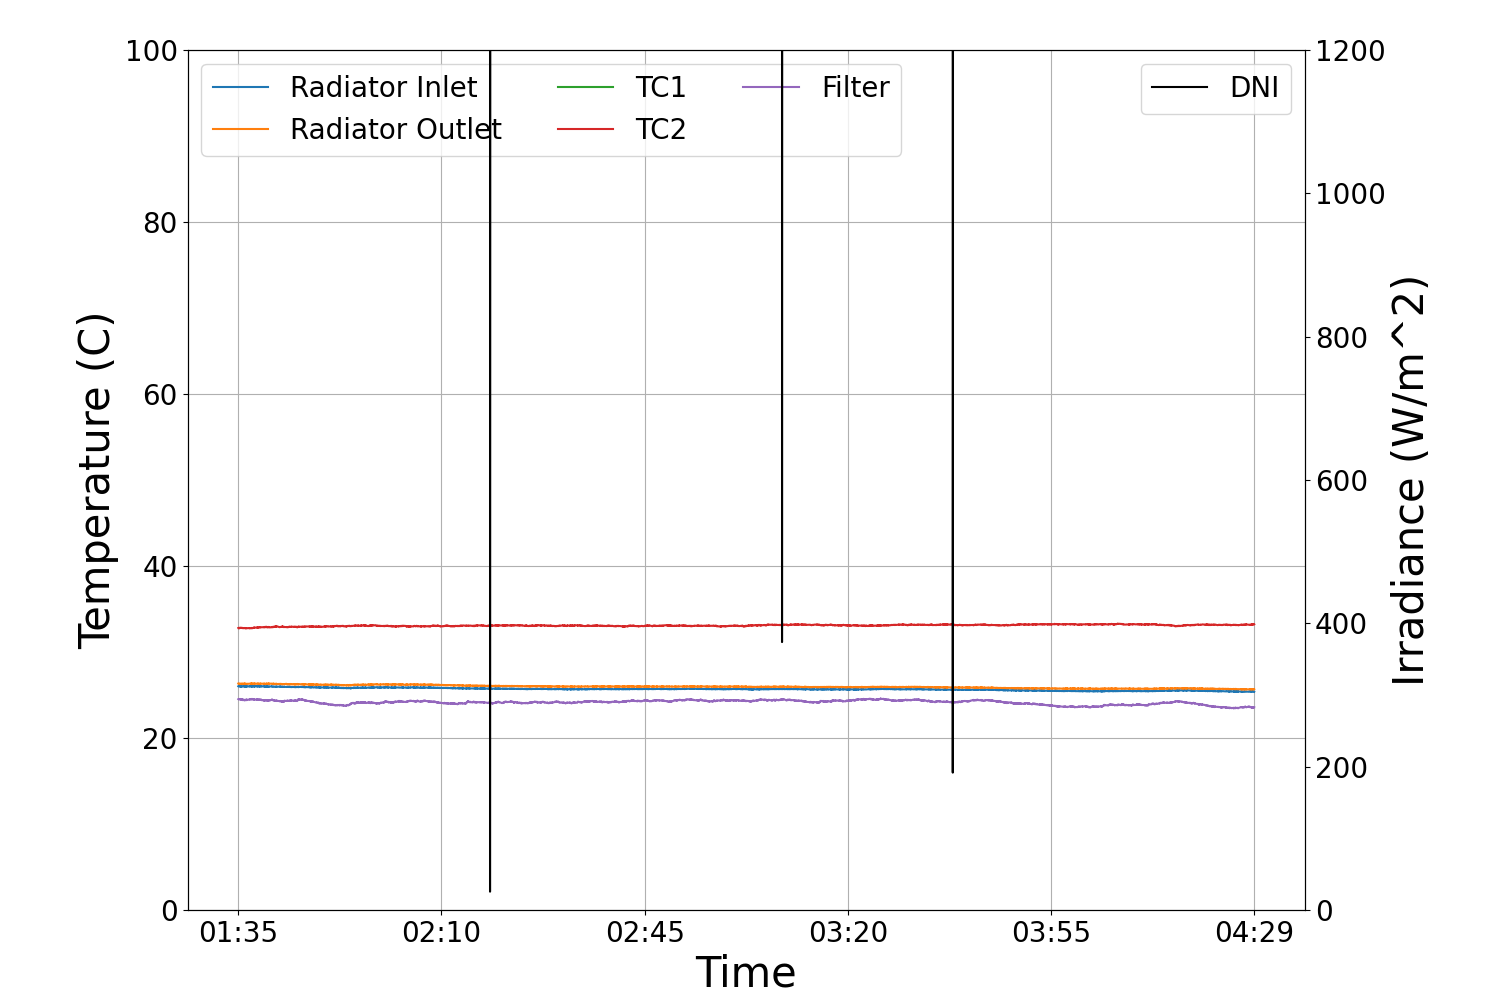 100
80
60
40
20
0
Temperature (C)
Radiator Inlet
Radiator Outlet
TC1
TC2
Filter
DNI
1200
1000
800
600
400
200
0
Irradiance (W/m^2)
01:35 02:10 02:45 03:20 03:55 04:29
Time